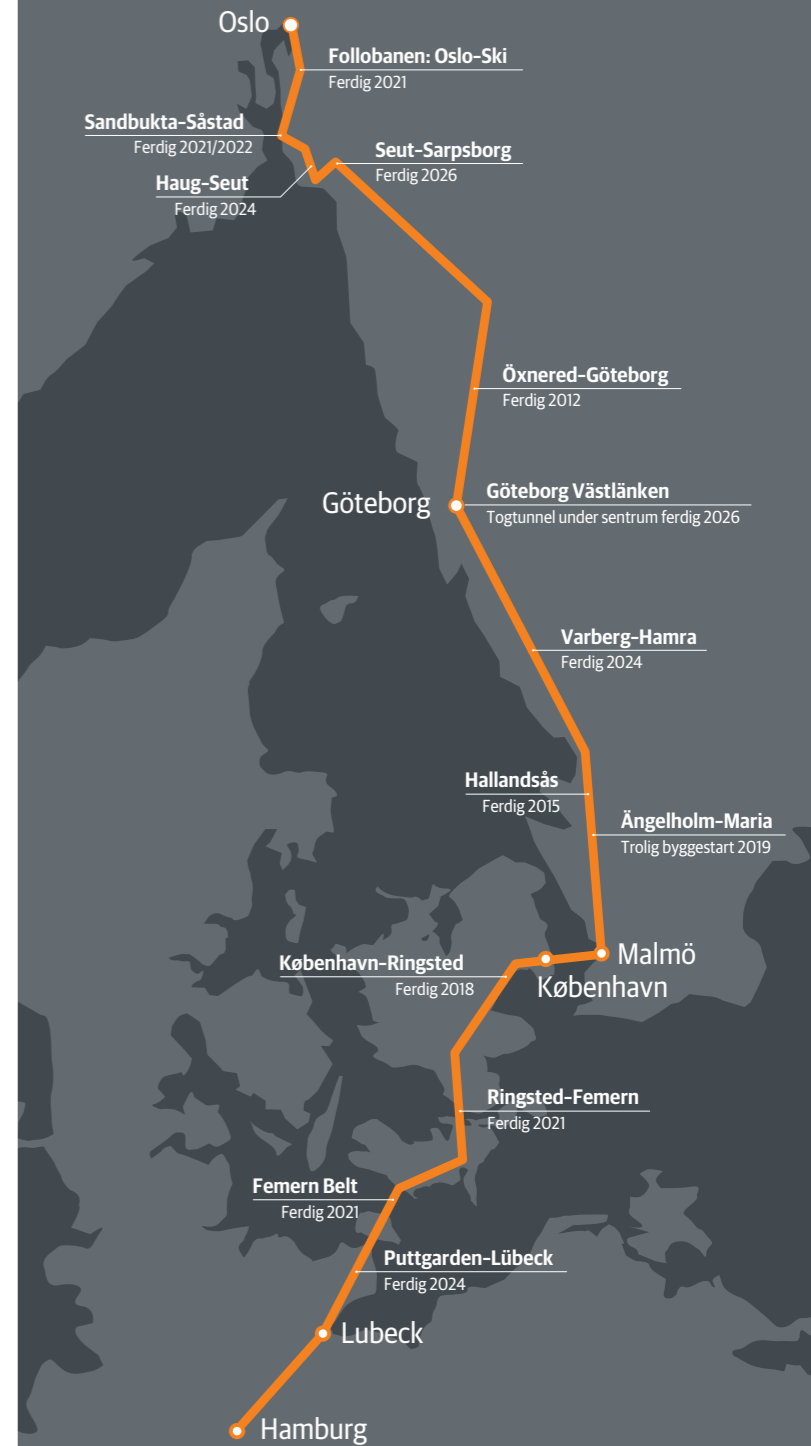 Oslo
Follobanen: Oslo-Ski
Ferdig 2021
Sandbukta-Såstad
Ferdig 2021/2022
Seut-Sarpsborg
Ferdig 2026
Haug-Seut
Ferdig 2024
Öxnered-Göteborg
Ferdig 2012
Göteborg
Göteborg Västlänken
Togtunnel under sentrum ferdig 2026
Varberg-Hamra
Ferdig 2024
Hallandsås
Ferdig 2015
Ängelholm-Maria
Trolig byggestart 2019
Malmö
København-Ringsted
Ferdig 2018
København
Ringsted-Femern
Ferdig 2021
Femern Belt
Ferdig 2021
Puttgarden-Lübeck
Ferdig 2024
Lubeck
Hamburg